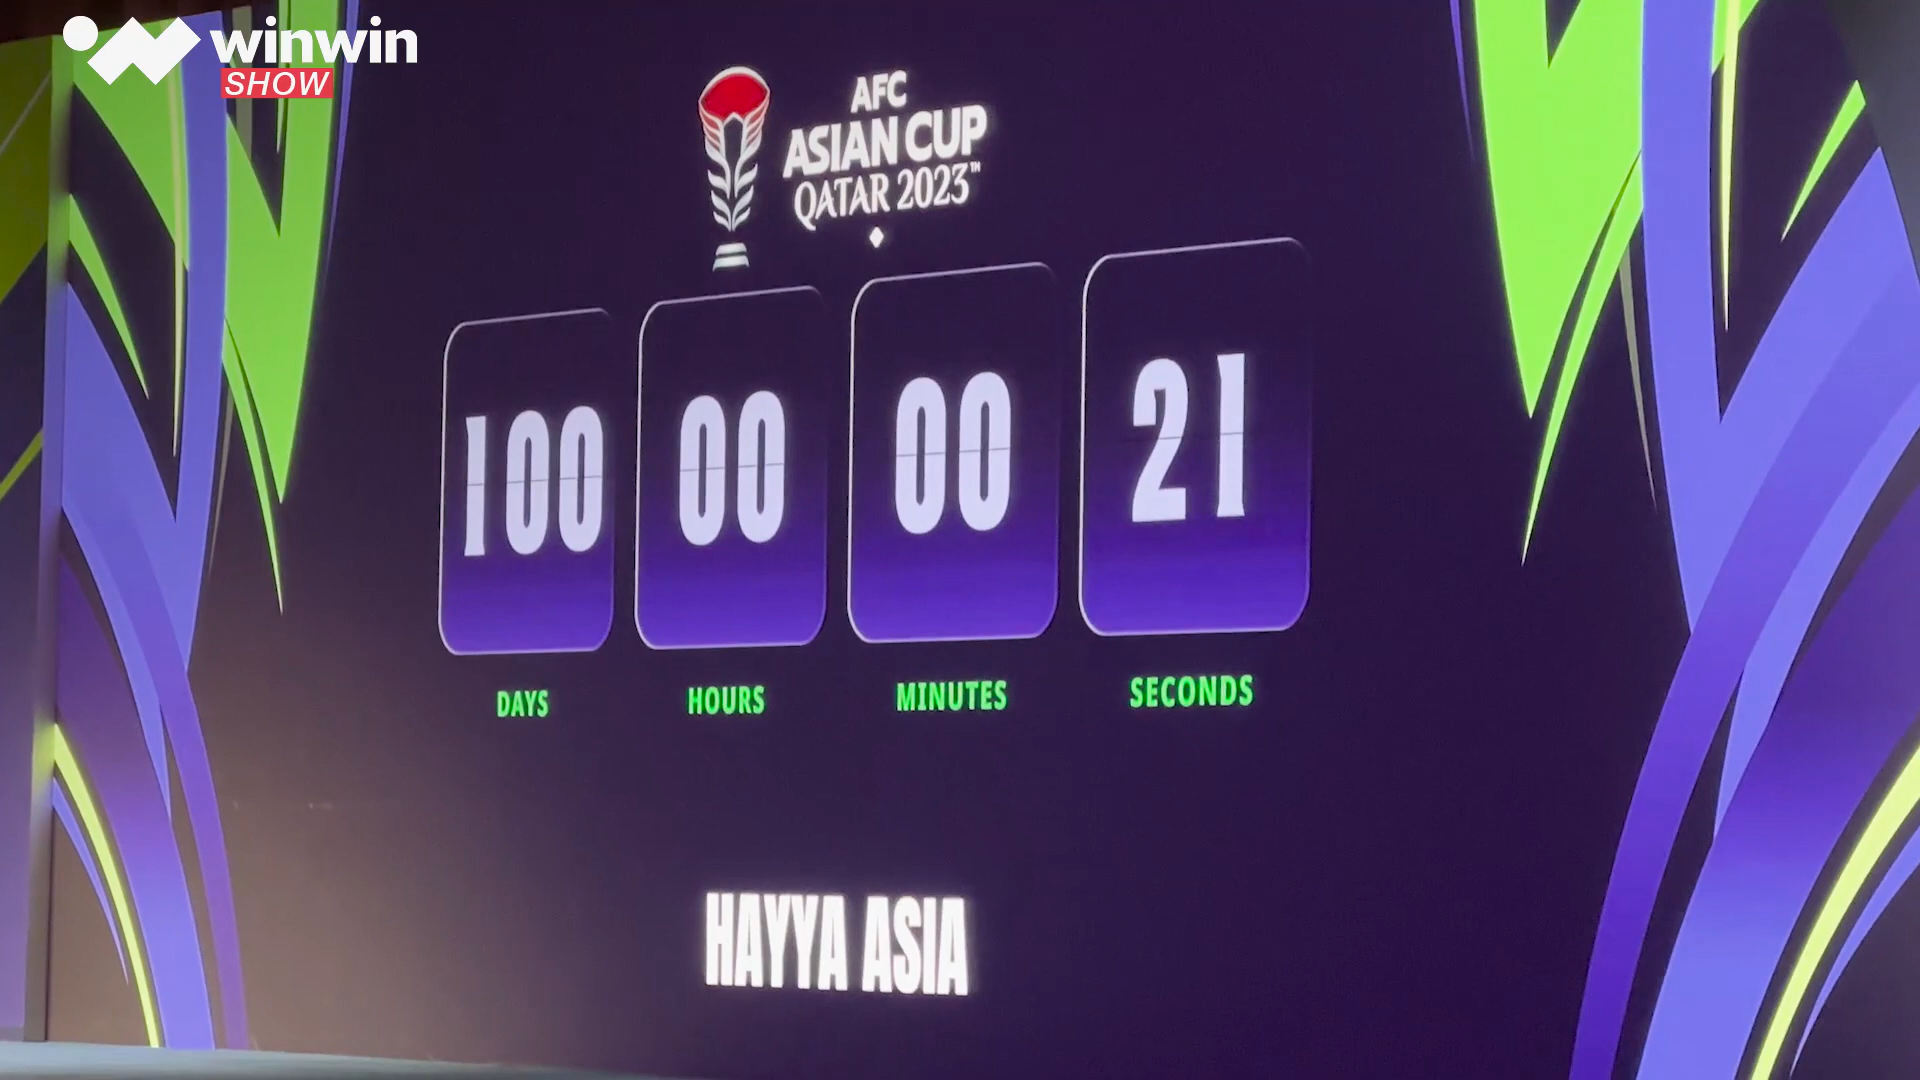 winwin
SHOW
AFC
ASIAN CUP
QATAR 2023™
100 00 00 21
DAYS HOURS MINUTES SECONDS
HAYYA ASIA